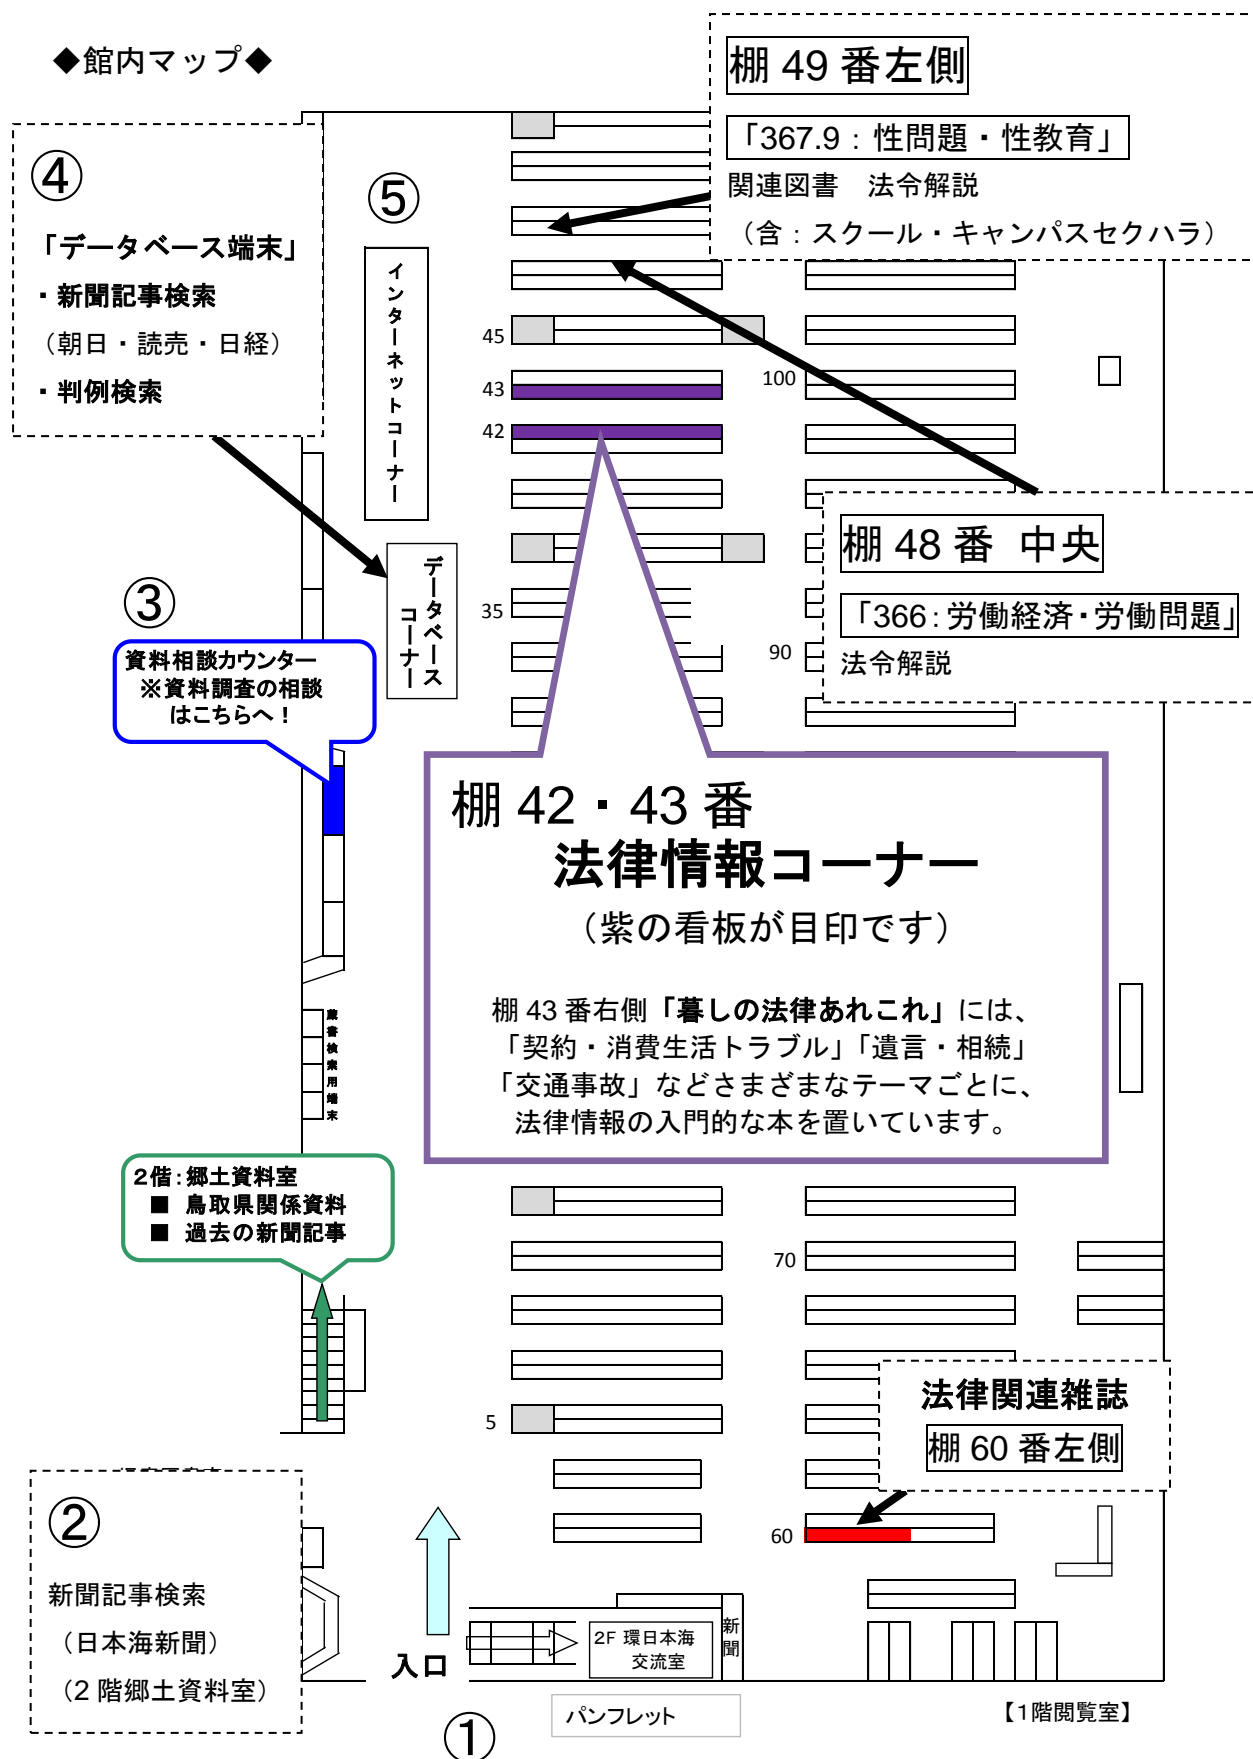 ◆館内マップ◆
棚 49 番左側
「367.9：性問題・性教育」
関連図書　法令解説
（含：スクール・キャンパスセクハラ）
④
「データベース端末」
・新聞記事検索
（朝日・読売・日経）
・判例検索
⑤
インターネットコーナー
45
43
42
100
棚 48 番 中央
「366：労働経済・労働問題」
法令解説
データベース
コーナー
35
90
③
資料相談カウンター
※資料調査の相談
はこちらへ！
棚 42・43 番
法律情報コーナー
（紫の看板が目印です）
棚 43 番右側「暮しの法律あれこれ」には、
「契約・消費生活トラブル」「遺言・相続」
「交通事故」などさまざまなテーマごとに、
法律情報の入門的な本を置いています。
蔵書検索用端末
2階：郷土資料室
■ 鳥取県関係資料
■ 過去の新聞記事
70
5
法律関連雑誌
棚 60 番左側
60
②
新聞記事検索
（日本海新聞）
（2 階郷土資料室）
入口
2F 環日本海
交流室
新聞
①
パンフレット
【1階閲覧室】